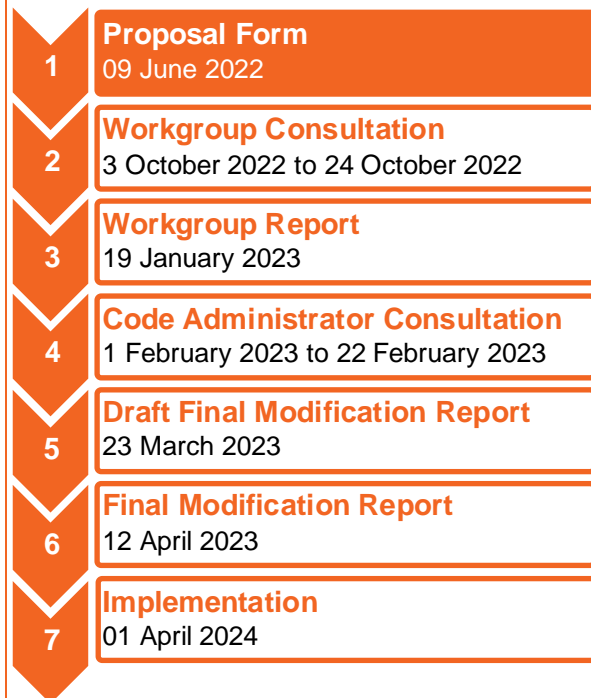 1
Proposal Form
09 June 2022
2
Workgroup Consultation
3 October 2022 to 24 October 2022
3
Workgroup Report
19 January 2023
4
Code Administrator Consultation
1 February 2023 to 22 February 2023
5
Draft Final Modification Report
23 March 2023
6
Final Modification Report
12 April 2023
7
Implementation
01 April 2024